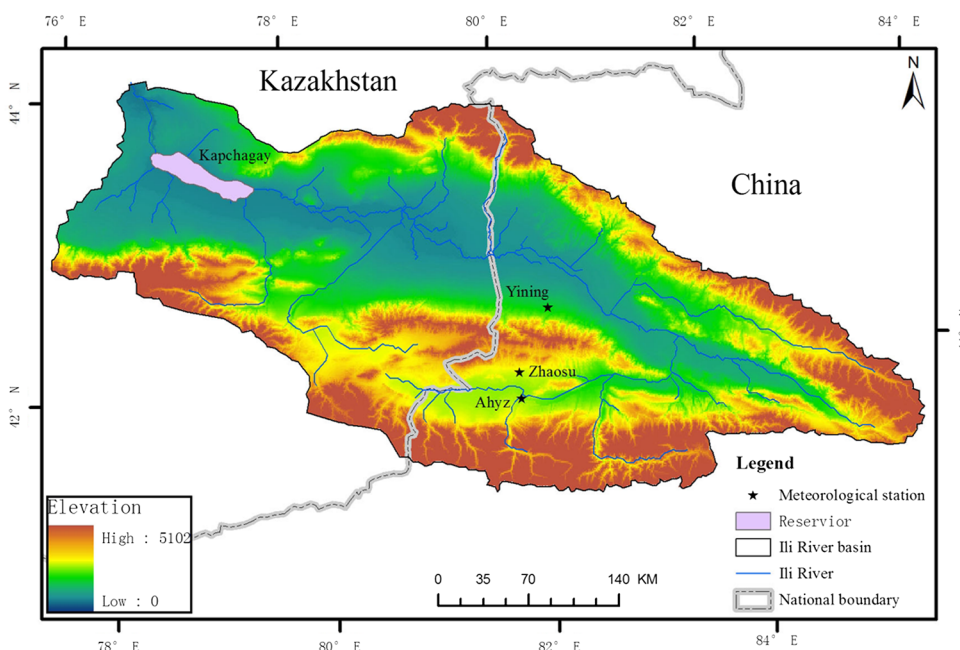 76° E
78° E
80° E
82° E
84° E
N
Kazakhstan
44°
Kapchagay
China
Yining
Zhaosu
Ahyz
42°
Legend
Meteorological station
Reservior
Ili River basin
Ili River
National boundary
Elevation
High : 5102
Low : 0
0 35 70 140 KM
78° E
80° E
82° E
84° E